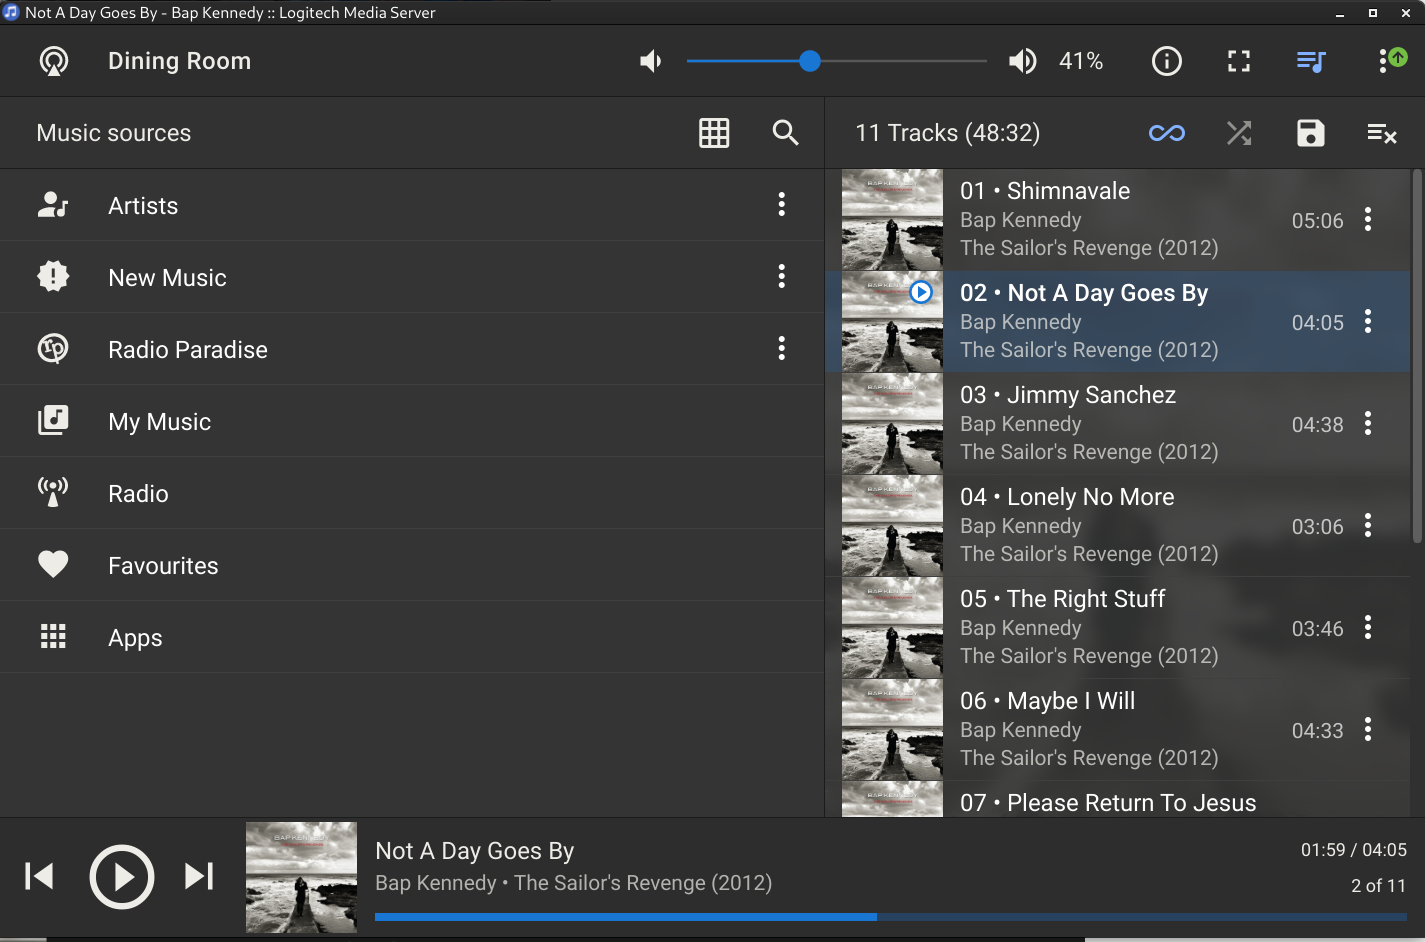 Not A Day Goes By - Bap Kennedy :: Logitech Media Server
Dining Room
41%
Music sources
11 Tracks (48:32)
Artists
New Music
Radio Paradise
My Music
Radio
Favourites
Apps
01 • Shimnavale
Bap Kennedy
05:06
The Sailor's Revenge (2012)
02 • Not A Day Goes By
Bap Kennedy
04:05
The Sailor's Revenge (2012)
03 • Jimmy Sanchez
Bap Kennedy
04:38
The Sailor's Revenge (2012)
04 • Lonely No More
Bap Kennedy
03:06
The Sailor's Revenge (2012)
05 • The Right Stuff
Bap Kennedy
03:46
The Sailor's Revenge (2012)
06 • Maybe I Will
Bap Kennedy
04:33
The Sailor's Revenge (2012)
07 • Please Return To Jesus
Not A Day Goes By
Bap Kennedy • The Sailor's Revenge (2012)
01:59 / 04:05
2 of 11